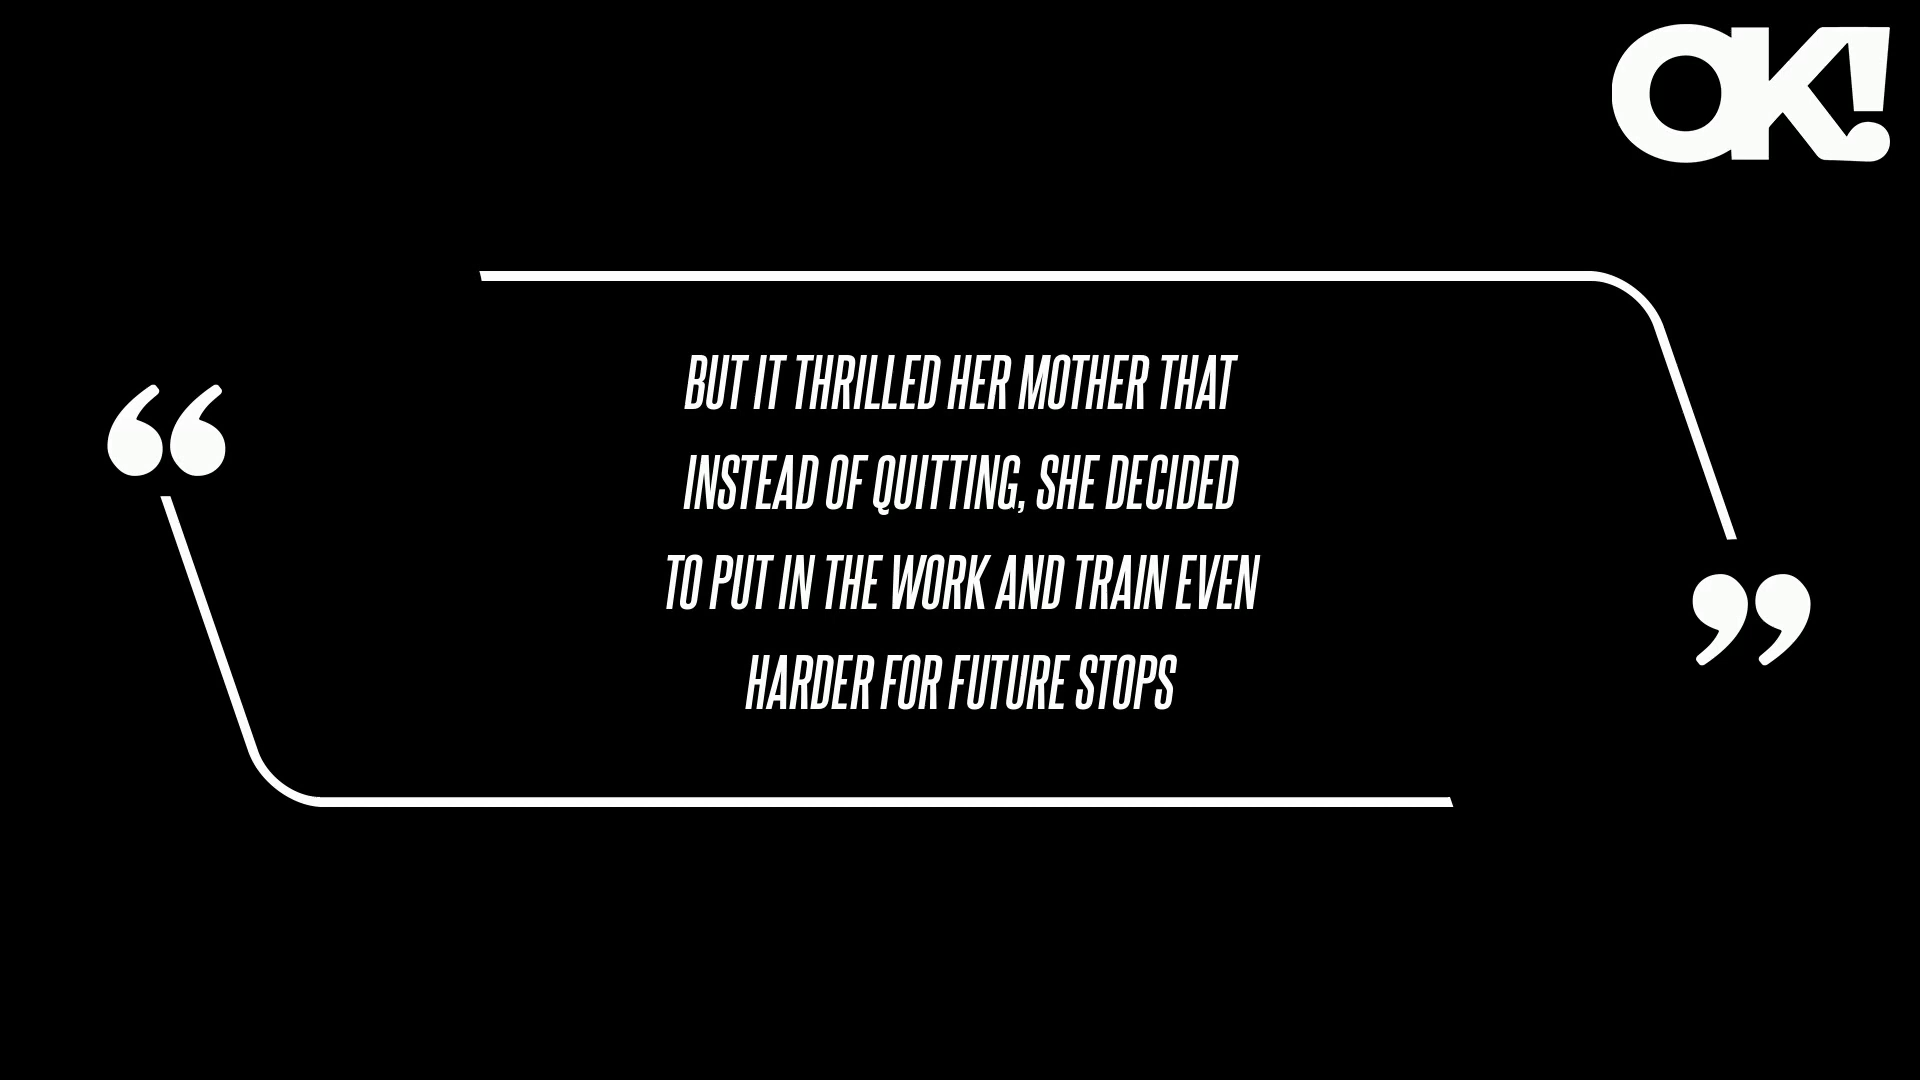 OK!
“
BUT IT THRILLED HER MOTHER THAT
INSTEAD OF QUITTING, SHE DECIDED
TO PUT IN THE WORK AND TRAIN EVEN
HARDER FOR FUTURE STOPS
”